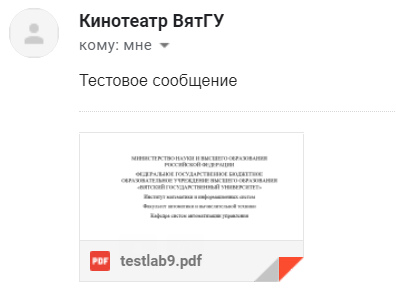 Кинотеатр ВятГУ
кому: мне
Тестовое сообщение
МИНИСТЕРСТВО НАУКИ И ВЫСШЕГО ОБРАЗОВАНИЯ
РОССИЙСКОЙ ФЕДЕРАЦИИ
ФЕДЕРАЛЬНОЕ ГОСУДАРСТВЕННОЕ БЮДЖЕТНОЕ
ОБРАЗОВАТЕЛЬНОЕ УЧРЕЖДЕНИЕ ВЫСШЕГО ОБРАЗОВАНИЯ
«ВЯТСКИЙ ГОСУДАРСТВЕННЫЙ УНИВЕРСИТЕТ»
Институт математики и информационных систем
Факультет автоматики и вычислительной техники
Кафедра систем автоматизации управления
PDF testlab9.pdf